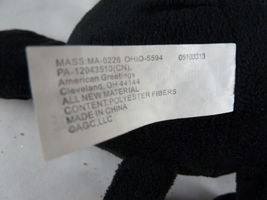 MASS:MA-0226 OHIO-5594 05103313
PA-12043510(CN),
American Greetings
Cleveland, OH 44144
ALL NEW MATERIAL
CONTENT POLYESTER FIBERS
MADE IN CHINA
©AGC, LLC